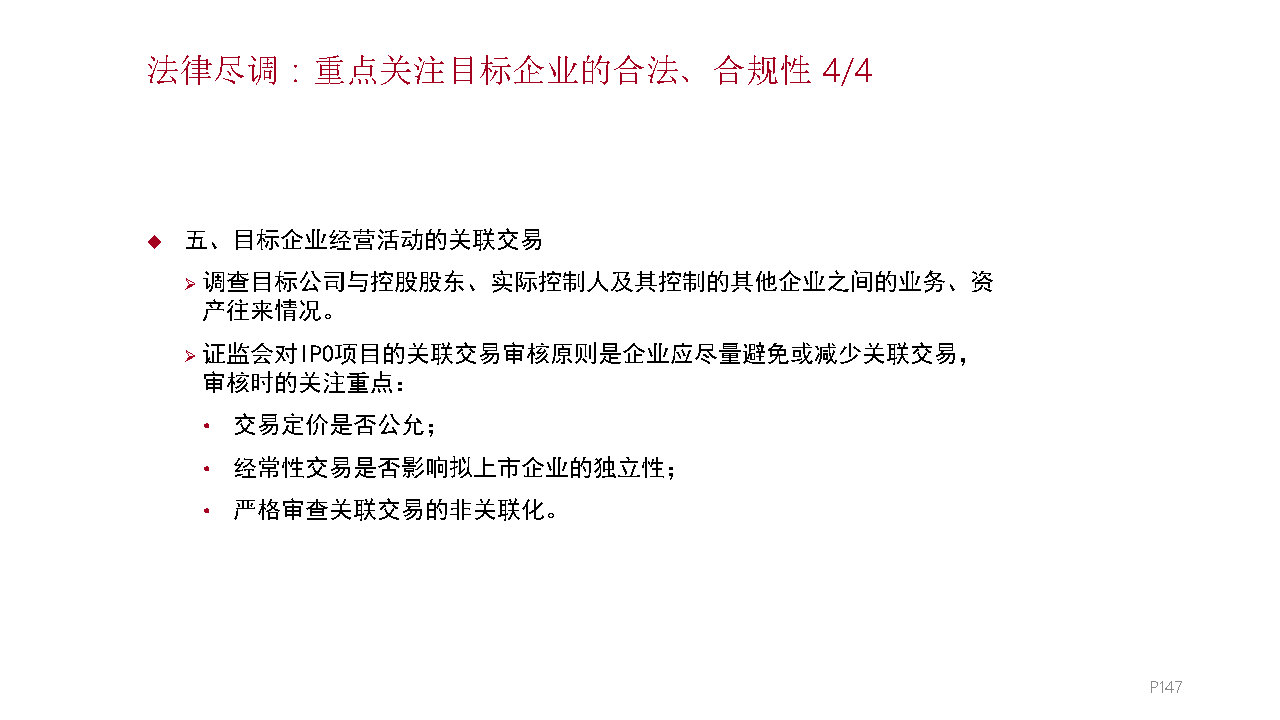 法律尽调：重点关注目标企业的合法、合规性 4/4
◆ 五、目标企业经营活动的关联交易
➢ 调查目标公司与控股股东、实际控制人及其控制的其他企业之间的业务、资
产往来情况。
➢ 证监会对IPO项目的关联交易审核原则是企业应尽量避免或减少关联交易，
审核时的关注重点：
• 交易定价是否公允；
• 经常性交易是否影响拟上市企业的独立性；
• 严格审查关联交易的非关联化。
P147